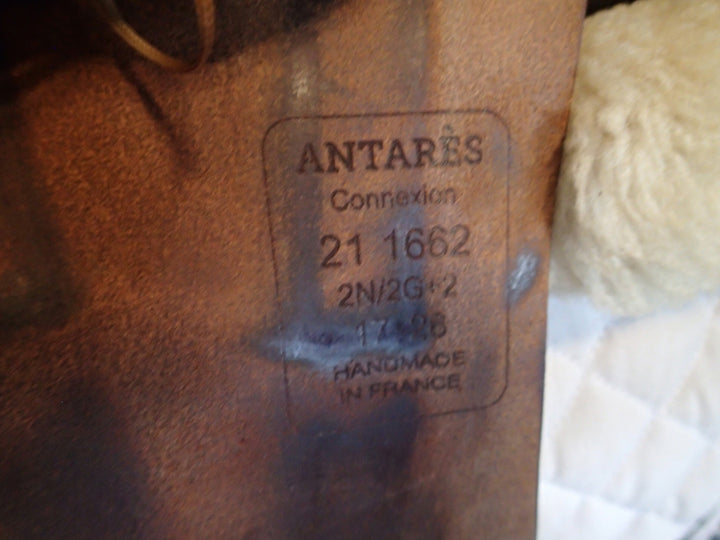 ANTARÈS
Connexion
21 1662
2N/2G+2
HANDMADE
IN FRANCE